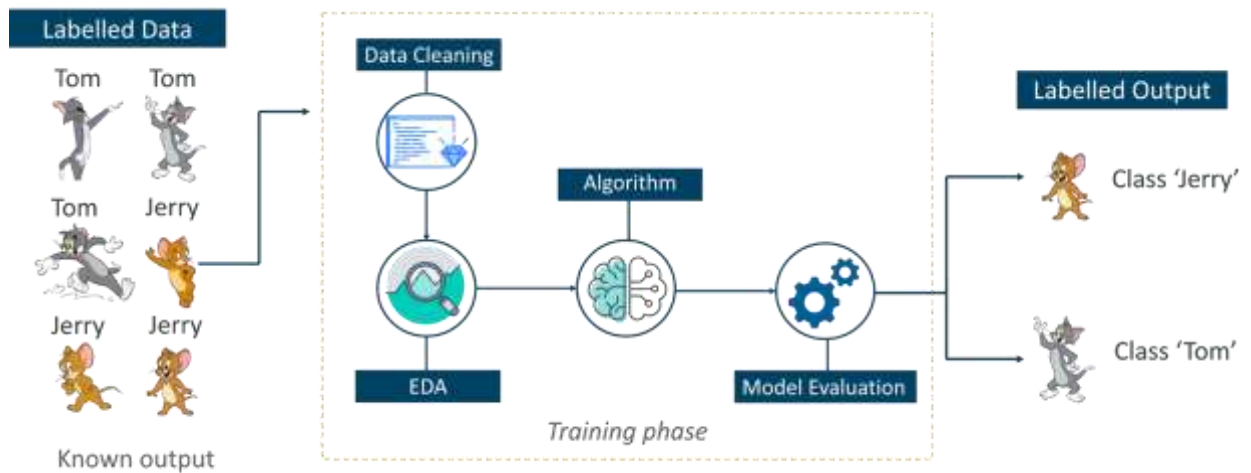 Labelled Data
Tom Tom
Tom Jerry
Jerry Jerry
Known output
Data Cleaning
EDA
Algorithm
Model Evaluation
Training phase
Labelled Output
Class ‘Jerry’
Class ‘Tom’